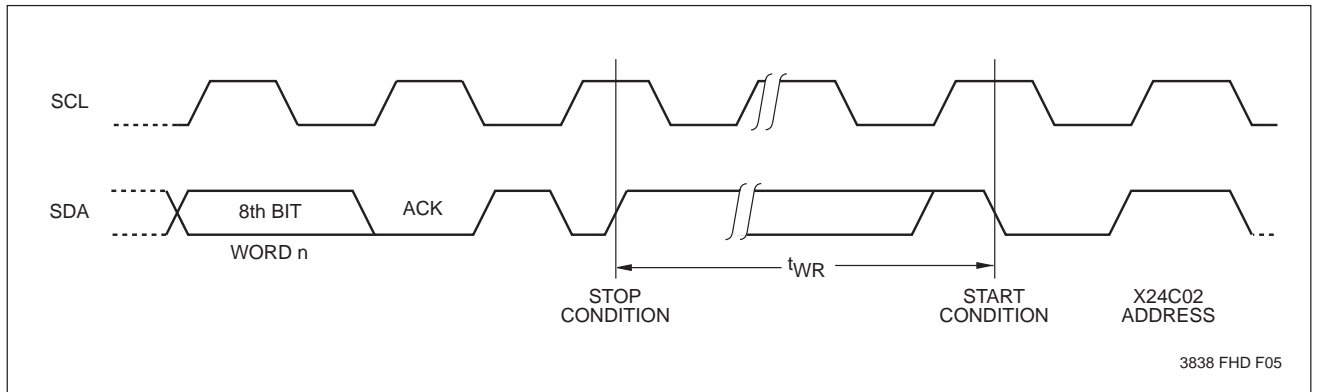 SCL
SDA
8th BIT
ACK
WORD n
tWR
STOP
CONDITION
START
CONDITION
X24C02
ADDRESS
3838 FHD F05